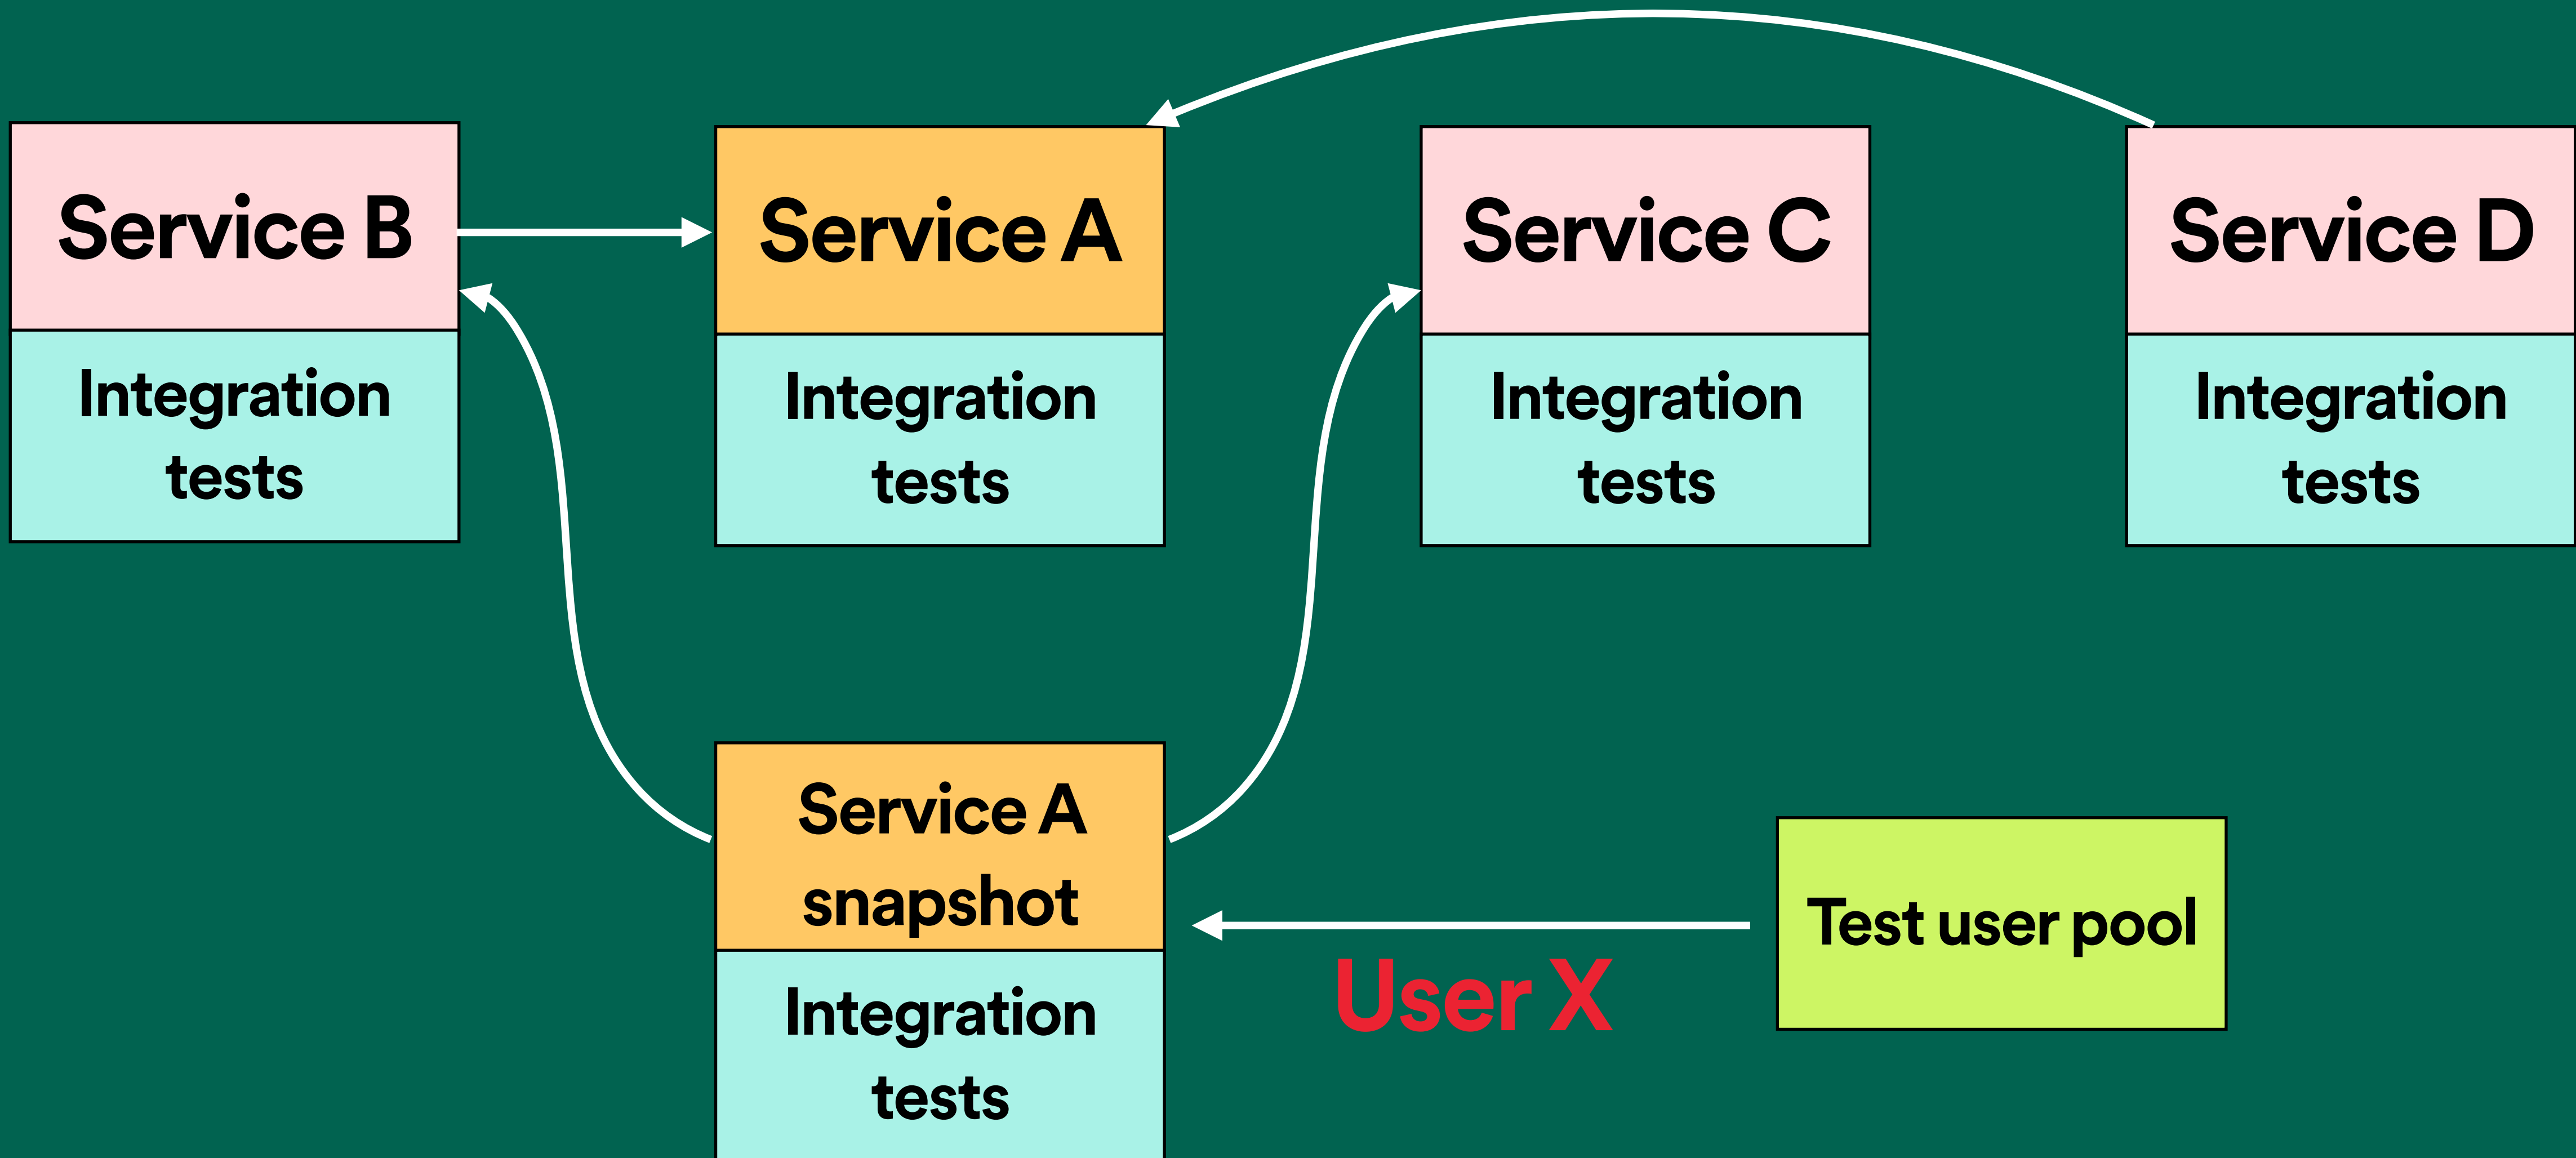 Service B
Integration
tests
Service A
Integration
tests
Service C
Integration
tests
Service D
Integration
tests
Service A
snapshot
Integration
tests
User X
Test user pool